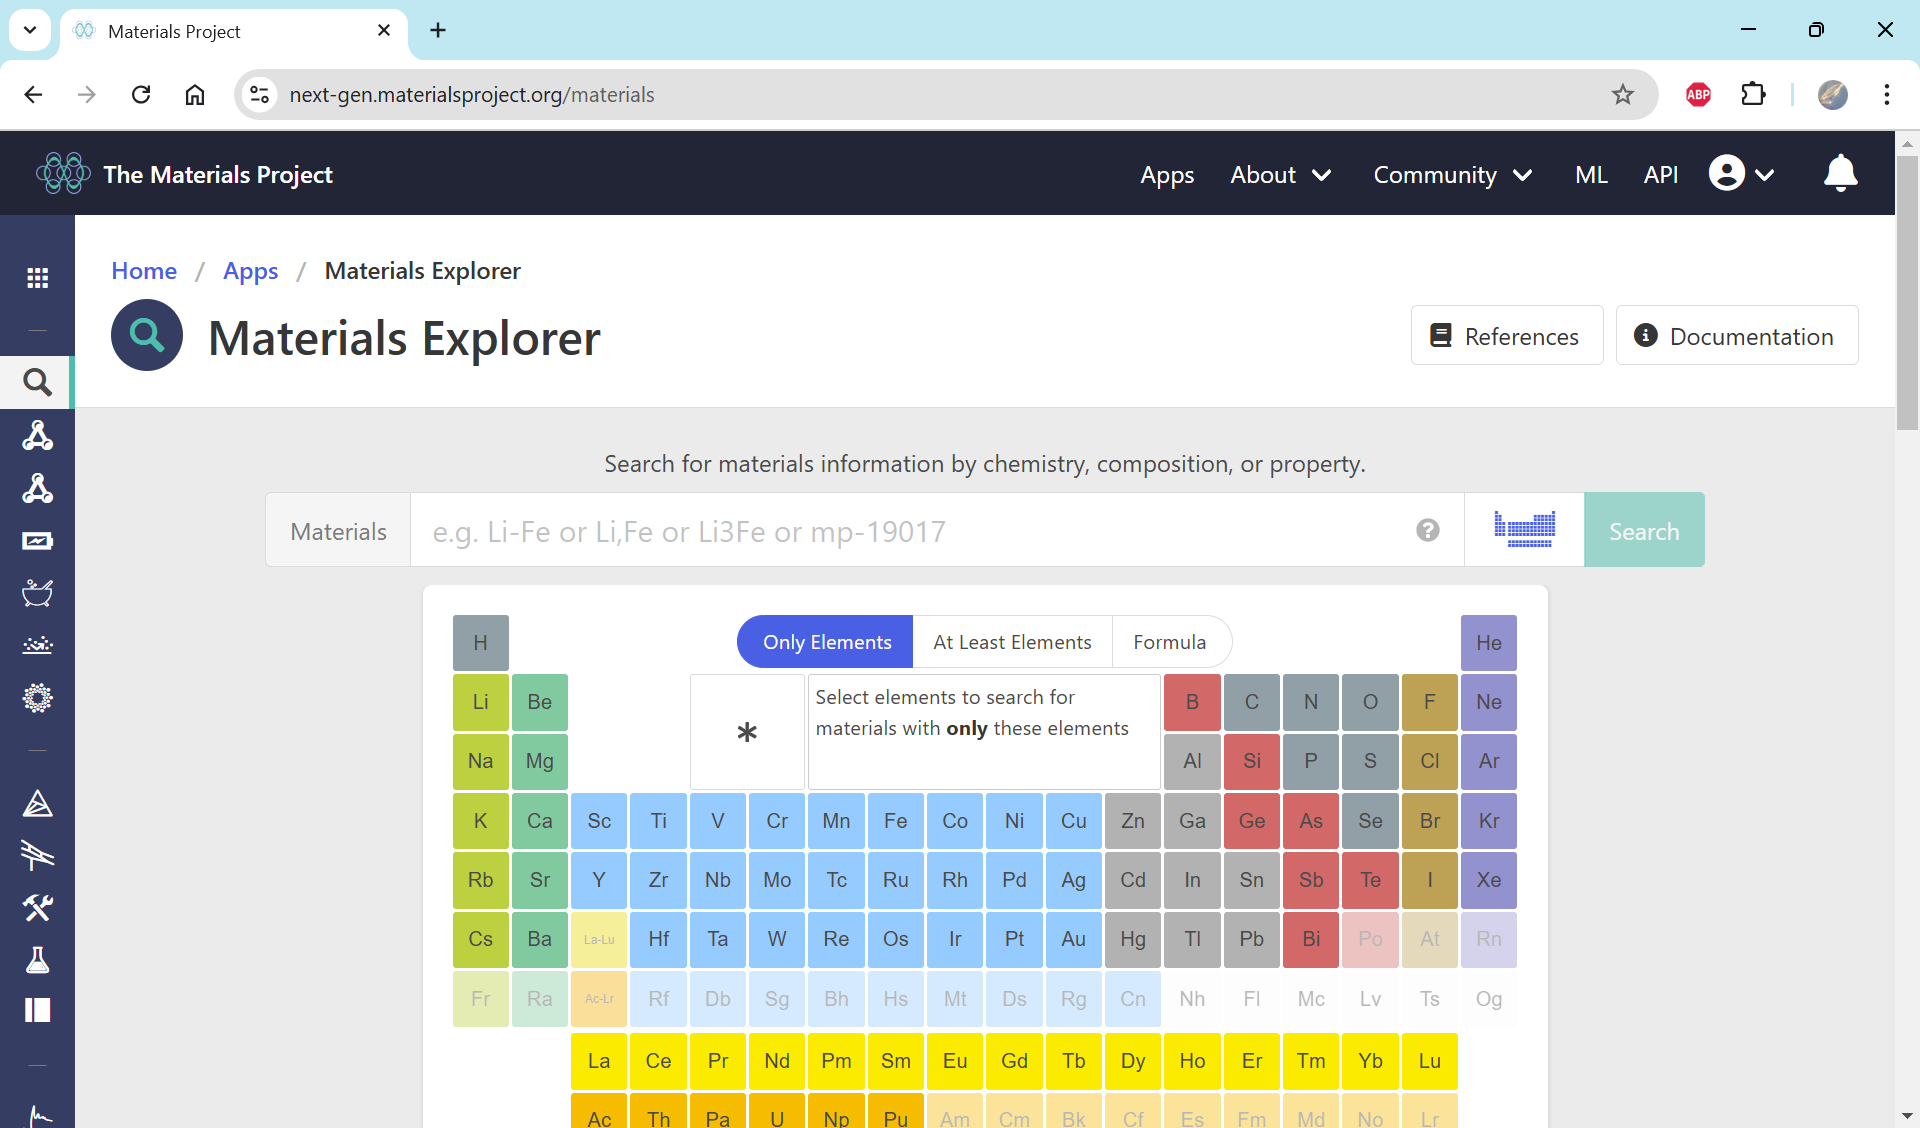 Materials Project
next-gen.materialsproject.org/materials
ABP
The Materials Project
Apps About Community ML API
Home / Apps / Materials Explorer
Materials Explorer
References Documentation
Search for materials information by chemistry, composition, or property.
Materials e.g. Li-Fe or Li,Fe or Li3Fe or mp-19017 ? Search
H Only Elements At Least Elements Formula He
Li Be Select elements to search for B C N O F Ne
* materials with only these elements
Na Mg Al Si P S Cl Ar
K Ca Sc Ti V Cr Mn Fe Co Ni Cu Zn Ga Ge As Se Br Kr
Rb Sr Y Zr Nb Mo Tc Ru Rh Pd Ag Cd In Sn Sb Te I Xe
Cs Ba La-Lu Hf Ta W Re Os Ir Pt Au Hg Tl Pb Bi Po At Rn
Fr Ra Ac-Lr Rf Db Sg Bh Hs Mt Ds Rg Cn Nh Fl Mc Lv Ts Og
La Ce Pr Nd Pm Sm Eu Gd Tb Dy Ho Er Tm Yb Lu
Ac Th Pa U Np Pu Am Cm Bk Cf Es Fm Md No Lr